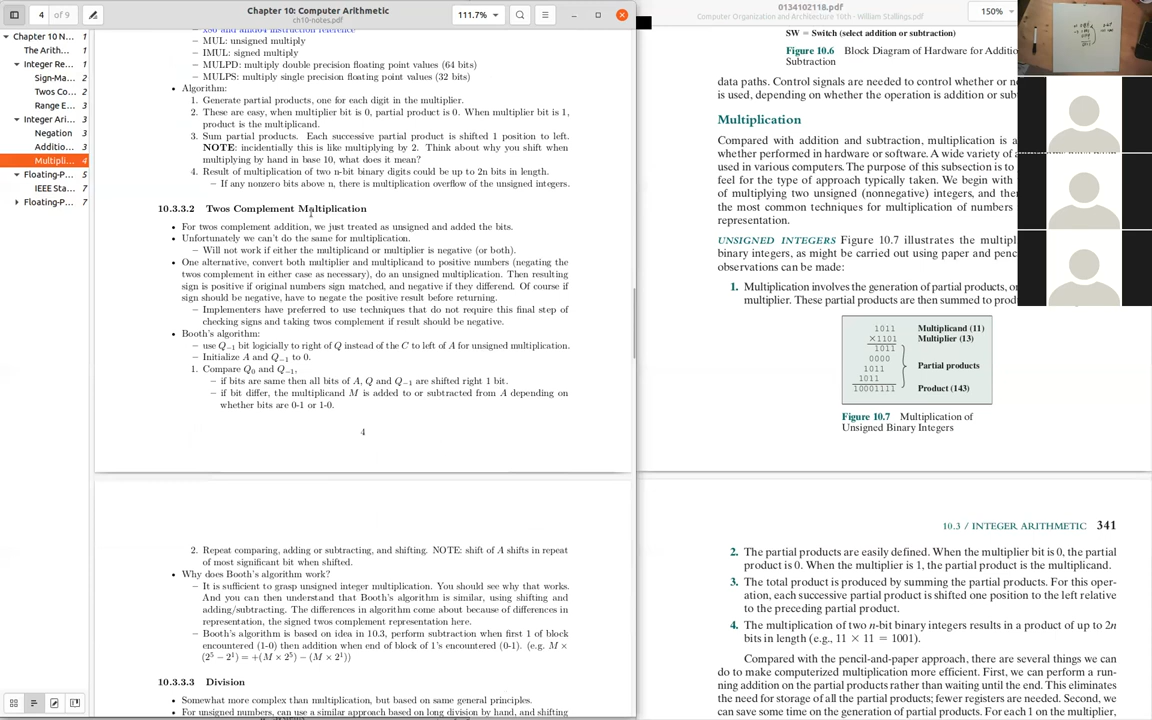 4 of 9
Chapter 10: Computer Arithmetic
ch10-notes.pdf
111.7%
Chapter 10 N... 1
The Arith... 1
Integer Re... 1
Sign-Ma... 2
Twos Co... 2
Range E... 3
Integer Ari... 3
Negation 3
Additio... 3
Multipli... 4
Floating-P... 5
IEEE Sta... 7
Floating-P... 7
x86 and amd64 instruction reference
– MUL: unsigned multiply
– IMUL: signed multiply
– MULPD: multiply double precision floating point values (64 bits)
– MULPS: multiply single precision floating point values (32 bits)
• Algorithm:
1. Generate partial products, one for each digit in the multiplier.
2. These are easy, when multiplier bit is 0, partial product is 0. When multiplier bit is 1,
product is the multiplicand.
3. Sum partial products. Each successive partial product is shifted 1 position to left.
NOTE: incidentially this is like multiplying by 2. Think about why you shift when
multiplying by hand in base 10, what does it mean?
4. Result of multiplication of two n-bit binary digits could be up to 2n bits in length.
– If any nonzero bits above n, there is multiplication overflow of the unsigned integers.
10.3.3.2 Twos Complement Multiplication
• For twos complement addition, we just treated as unsigned and added the bits.
• Unfortunately we can't do the same for multiplication.
– Will not work if either the multiplicand or multiplier is negative (or both).
• One alternative, convert both multiplier and multiplicand to positive numbers (negating the
twos complement in either case as necessary), do an unsigned multiplication. Then resulting
sign is positive if original numbers sign matched, and negative if they differend. Of course if
sign should be negative, have to negate the positive result before returning.
– Implementers have preferred to use techniques that do not require this final step of
checking signs and taking twos complement if result should be negative.
• Booth's algorithm:
– use Q−1 bit logicially to right of Q instead of the C to left of A for unsigned multiplication.
– Initialize A and Q−1 to 0.
1. Compare Q0 and Q−1,
– if bits are same then all bits of A, Q and Q−1 are shifted right 1 bit.
– if bit differ, the multiplicand M is added to or subtracted from A depending on
whether bits are 0-1 or 1-0.
4
2. Repeat comparing, adding or subtracting, and shifting. NOTE: shift of A shifts in repeat
of most significant bit when shifted.
• Why does Booth's algorithm work?
– It is sufficient to grasp unsigned integer multiplication. You should see why that works.
And you can then understand that Booth's algorithm is similar, using shifting and
adding/subtracting. The differences in algorithm come about because of differences in
representation, the signed twos complement representation here.
– Booth's algorithm is based on idea in 10.3, perform subtraction when first 1 of block
encountered (1-0) then addition when end of block of 1's encountered (0-1). (e.g. M ×
(2⁵ − 2¹) = +(M × 2⁵) − (M × 2¹))
10.3.3.3 Division
• Somewhat more complex than multiplication, but based on same general principles.
• For unsigned numbers, can use a similar approach based on long division by hand, and shifting
0134102118.pdf
Computer Organization and Architecture 10th - William Stallings.pdf
150%
SW = Switch (select addition or subtraction)
Figure 10.6 Block Diagram of Hardware for Additio
Subtraction
data paths. Control signals are needed to control whether or n
is used, depending on whether the operation is addition or sub
Multiplication
Compared with addition and subtraction, multiplication is a
whether performed in hardware or software. A wide variety of a
used in various computers. The purpose of this subsection is to
feel for the type of approach typically taken. We begin with
of multiplying two unsigned (nonnegative) integers, and the
the most common techniques for multiplication of numbers
representation.
UNSIGNED INTEGERS Figure 10.7 illustrates the multipl
binary integers, as might be carried out using paper and penc
observations can be made:
1. Multiplication involves the generation of partial products, o
multiplier. These partial products are then summed to prod
1011 Multiplicand (11)
×1101 Multiplier (13)
1011
0000
1011 Partial products
1011
10001111 Product (143)
Figure 10.7 Multiplication of
Unsigned Binary Integers
10.3 / INTEGER ARITHMETIC 341
2. The partial products are easily defined. When the multiplier bit is 0, the partial
product is 0. When the multiplier is 1, the partial product is the multiplicand.
3. The total product is produced by summing the partial products. For this oper-
ation, each successive partial product is shifted one position to the left relative
to the preceding partial product.
4. The multiplication of two n-bit binary integers results in a product of up to 2n
bits in length (e.g., 11 × 11 = 1001).
Compared with the pencil-and-paper approach, there are several things we can
do to make computerized multiplication more efficient. First, we can perform a run-
ning addition on the partial products rather than waiting until the end. This eliminates
the need for storage of all the partial products; fewer registers are needed. Second, we
can save some time on the generation of partial products. For each 1 on the multiplier,